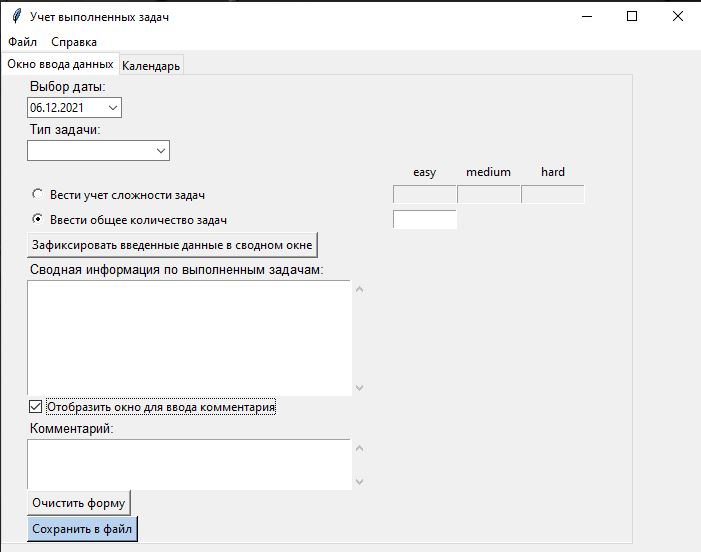 Учет выполненных задач
Файл Справка
Окно ввода данных Календарь
Выбор даты:
06.12.2021
Тип задачи:
easy medium hard
Вести учет сложности задач
Ввести общее количество задач
Зафиксировать введенные данные в сводном окне
Сводная информация по выполненным задачам:
Отобразить окно для ввода комментария
Комментарий:
Очистить форму
Сохранить в файл